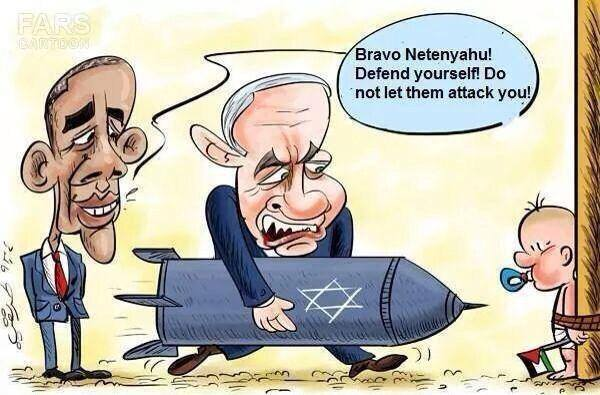 FARS
CARTOON
Bravo Netenyahu!
Defend yourself! Do
not let them attack you!